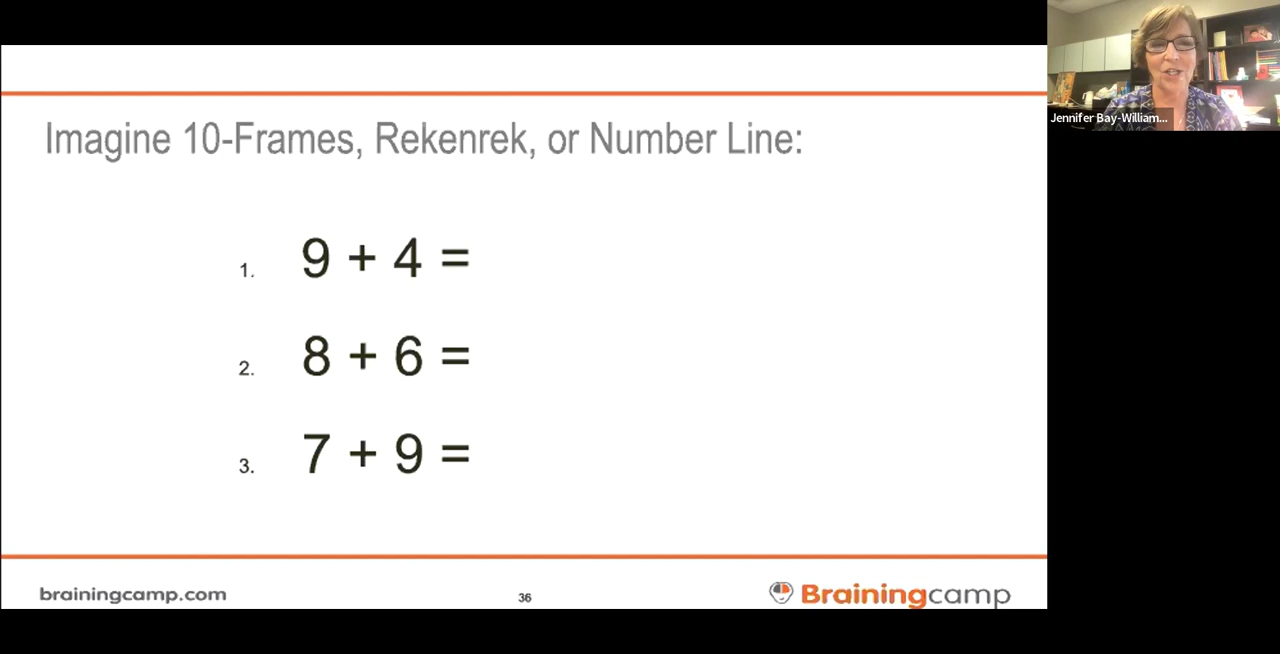 Imagine 10-Frames, Rekenrek, or Number Line:
1. 9 + 4 =
2. 8 + 6 =
3. 7 + 9 =
brainingcamp.com
36
Brainingcamp
Jennifer Bay-William...